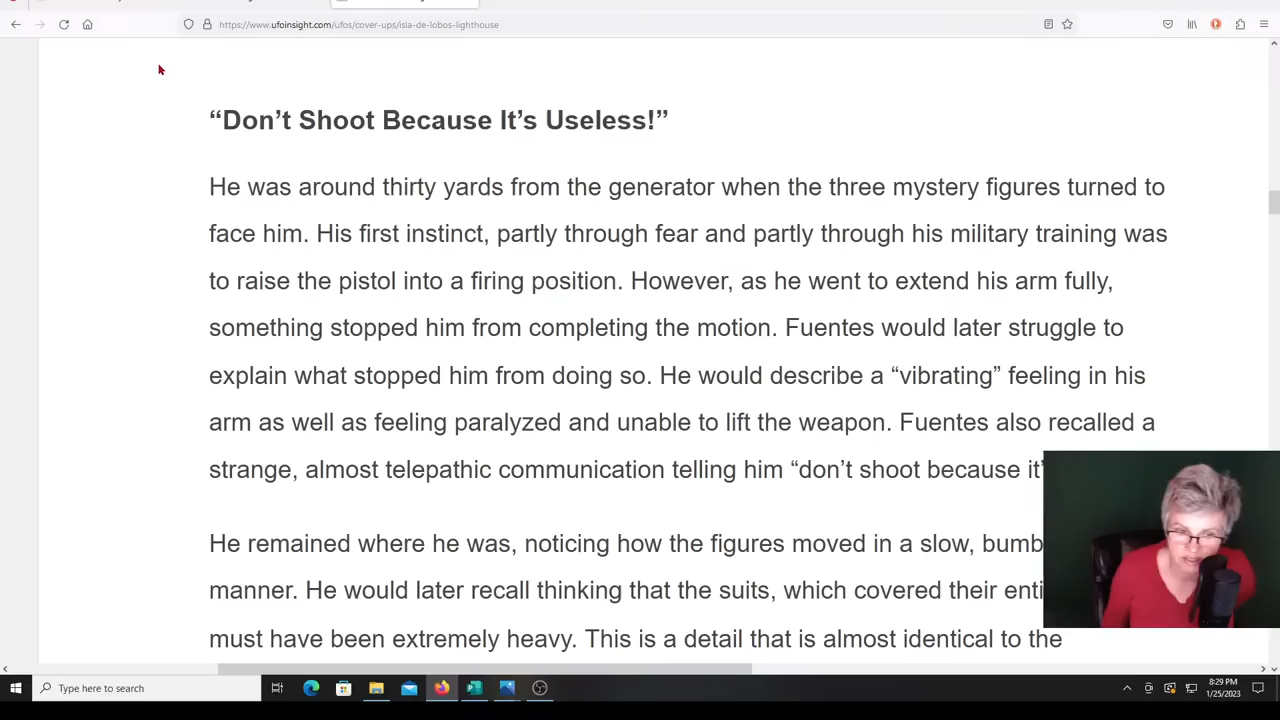 https://www.ufoinsight.com/ufos/cover-ups/isla-de-lobos-lighthouse
“Don’t Shoot Because It’s Useless!”
He was around thirty yards from the generator when the three mystery figures turned to
face him. His first instinct, partly through fear and partly through his military training was
to raise the pistol into a firing position. However, as he went to extend his arm fully,
something stopped him from completing the motion. Fuentes would later struggle to
explain what stopped him from doing so. He would describe a “vibrating” feeling in his
arm as well as feeling paralyzed and unable to lift the weapon. Fuentes also recalled a
strange, almost telepathic communication telling him “don’t shoot because it’
He remained where he was, noticing how the figures moved in a slow, bumb
manner. He would later recall thinking that the suits, which covered their enti
must have been extremely heavy. This is a detail that is almost identical to the
Type here to search
8:29 PM
1/25/2023